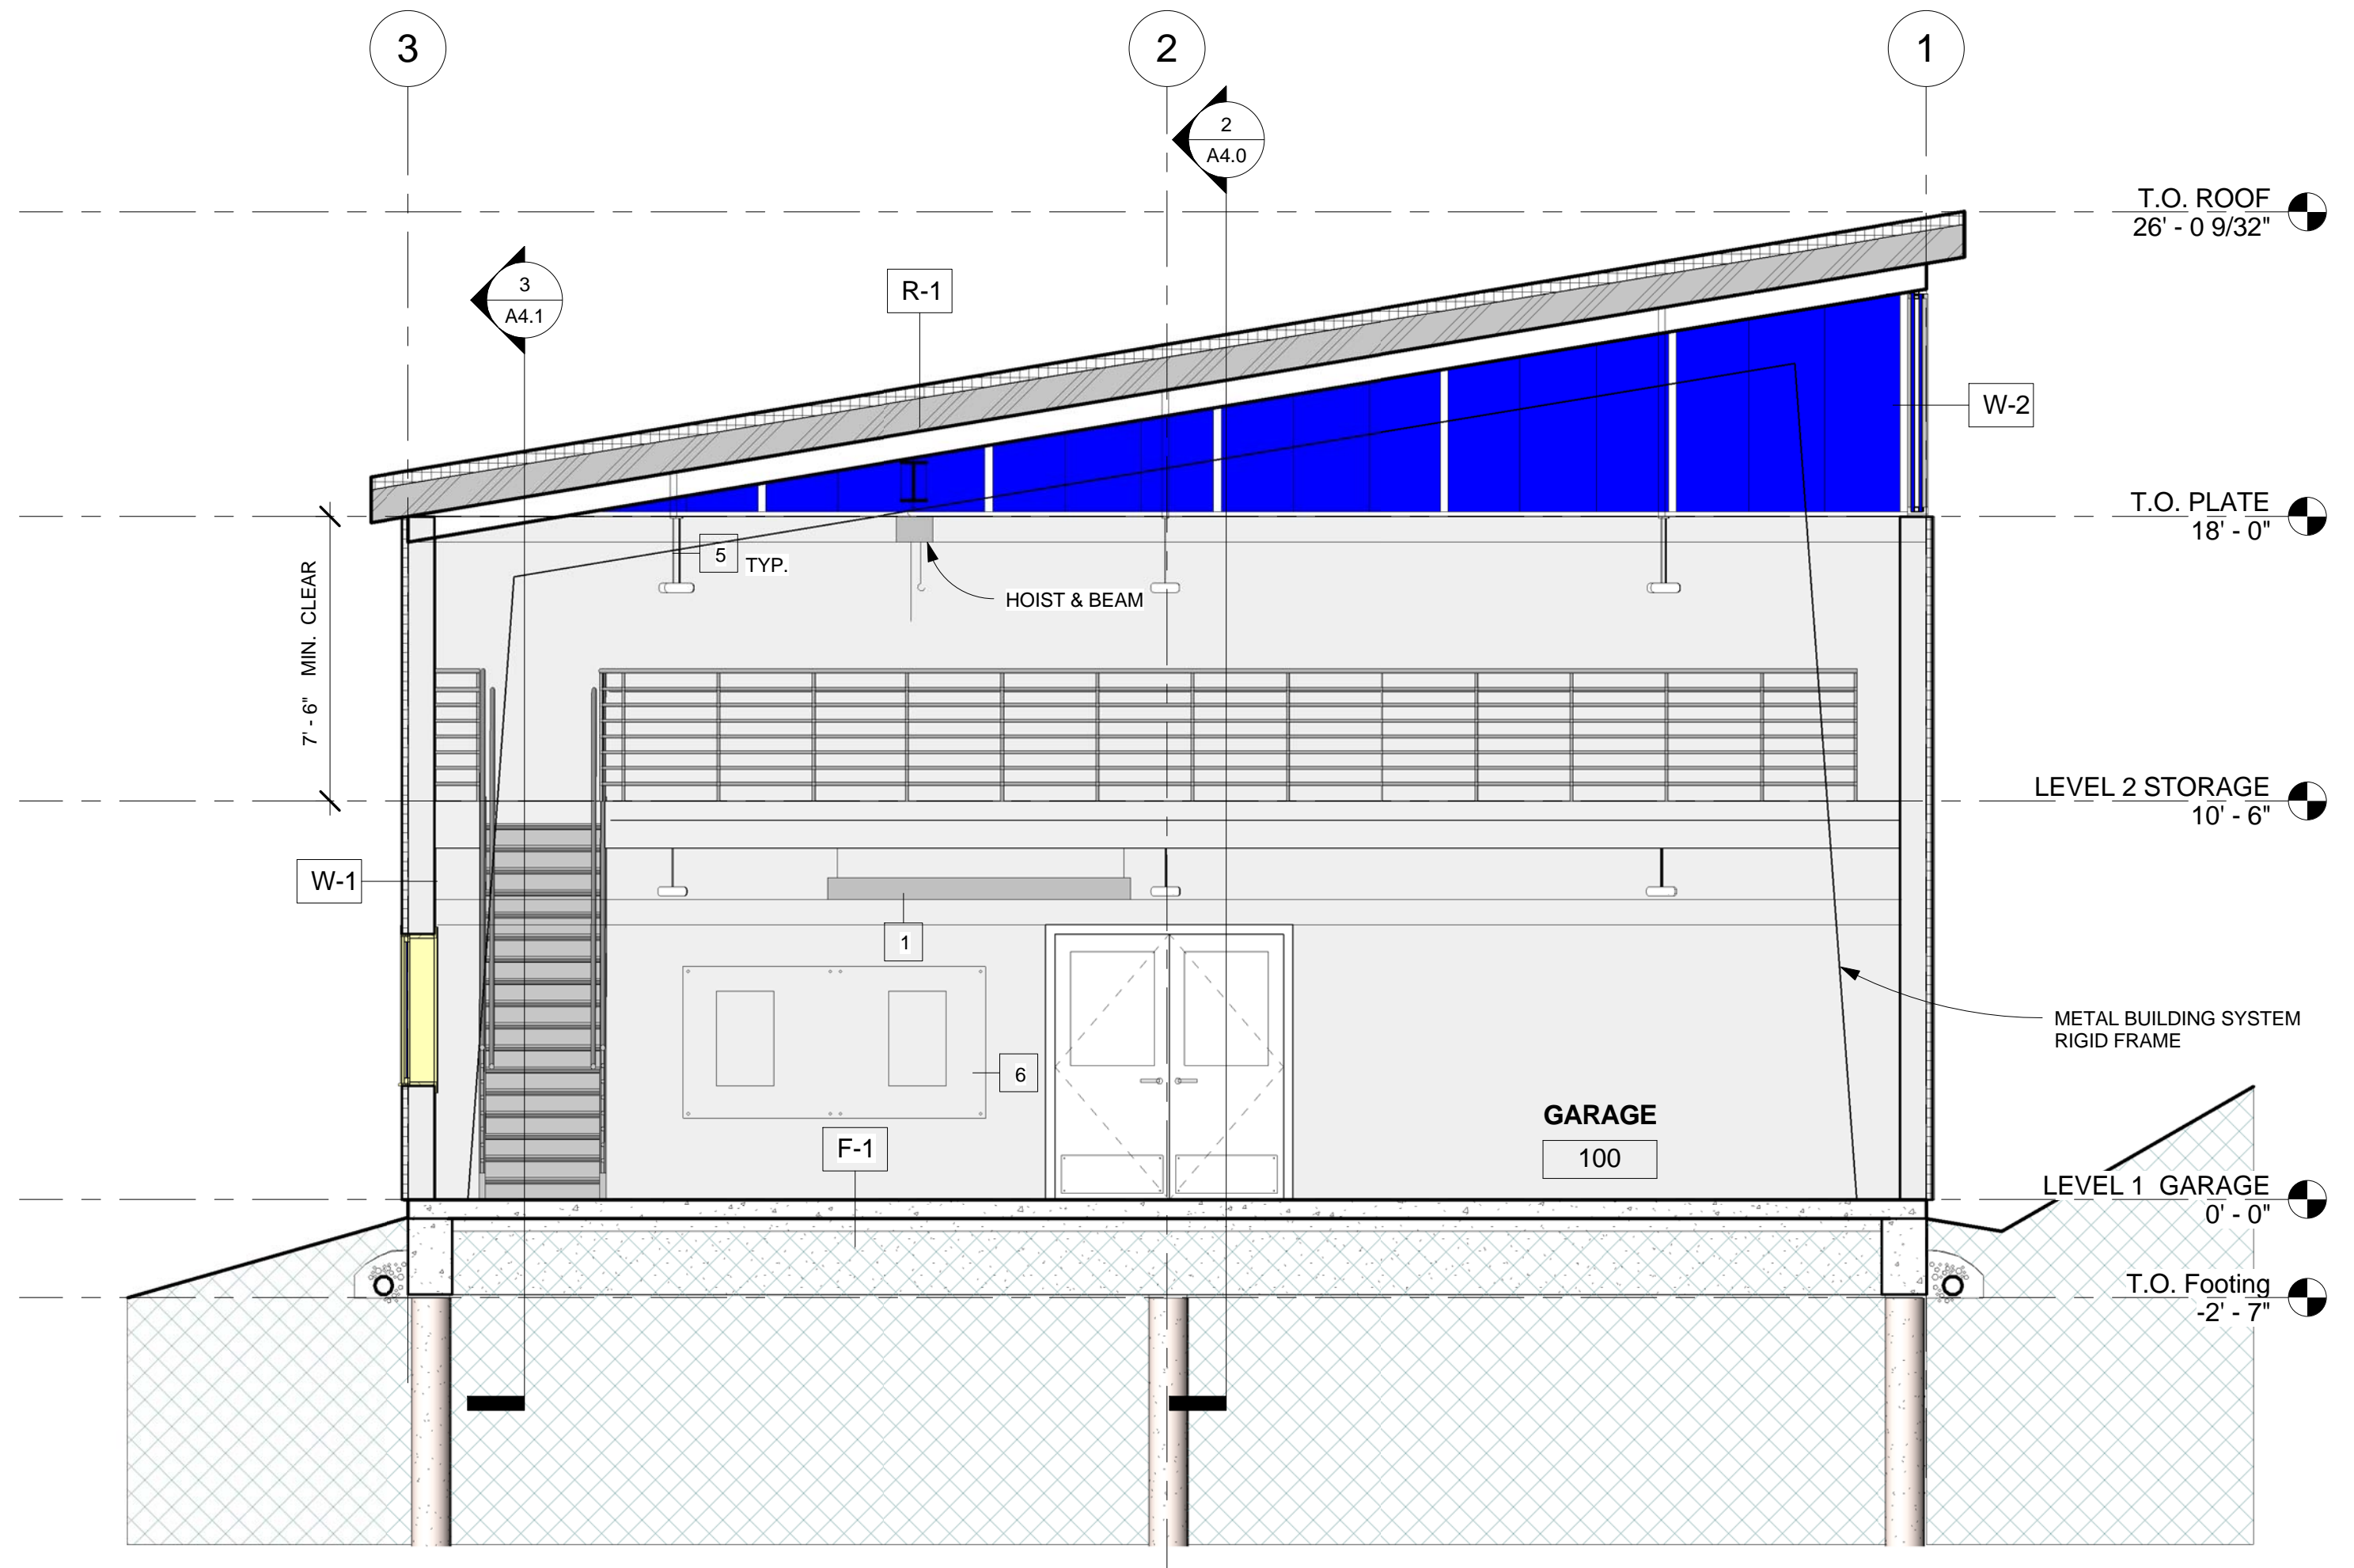 3
2
1
2
A4.0
T.O. ROOF
26' - 0 9/32"
3
A4.1
R-1
W-2
T.O. PLATE
18' - 0"
5
TYP.
HOIST & BEAM
7' - 6" MIN. CLEAR
LEVEL 2 STORAGE
10' - 6"
W-1
1
METAL BUILDING SYSTEM
RIGID FRAME
6
GARAGE
100
F-1
LEVEL 1 GARAGE
0' - 0"
T.O. Footing
-2' - 7"